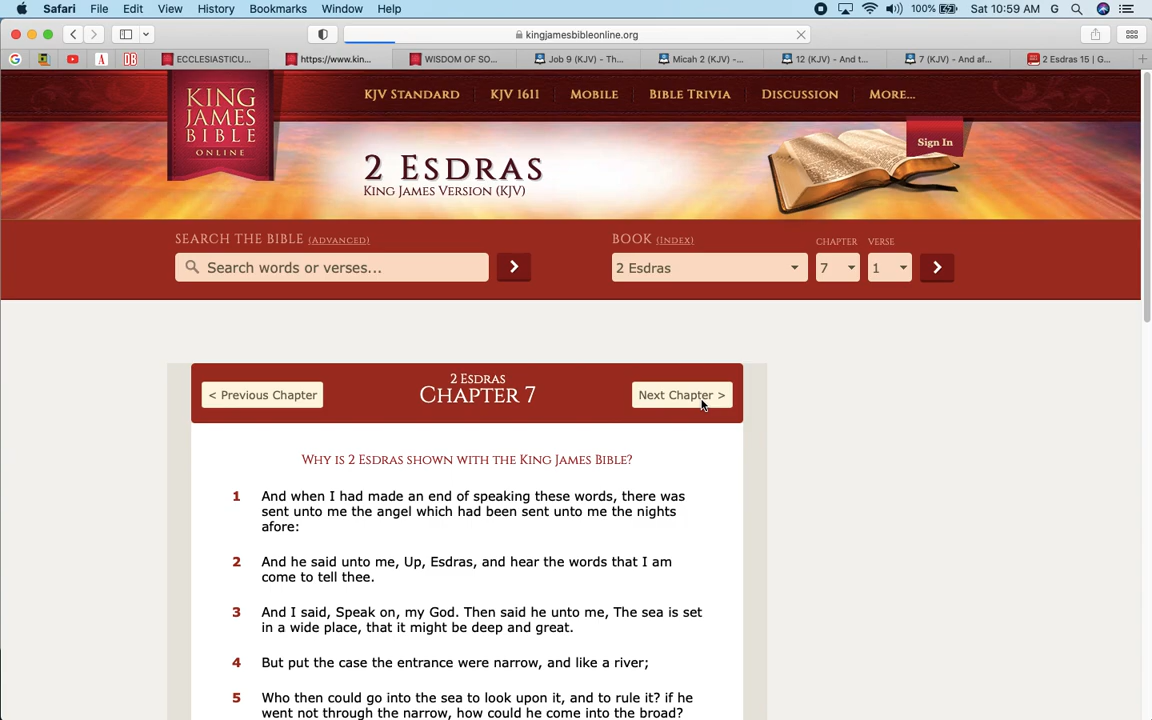 Safari File Edit View History Bookmarks Window Help 100% Sat 10:59 AM G
kingjamesbibleonline.org
ECCLESIASTICU... https://www.kin... WISDOM OF SO... Job 9 (KJV) - Th... Micah 2 (KJV) -... 12 (KJV) - And t... 7 (KJV) - And af... 2 Esdras 15 | G...
KING
JAMES
BIBLE
ONLINE
KJV STANDARD KJV 1611 MOBILE BIBLE TRIVIA DISCUSSION MORE...
Sign In
2 ESDRAS
KING JAMES VERSION (KJV)
SEARCH THE BIBLE (ADVANCED) BOOK (INDEX) CHAPTER VERSE
Search words or verses... 2 Esdras 7 1
2 ESDRAS
< Previous Chapter CHAPTER 7 Next Chapter >
WHY IS 2 ESDRAS SHOWN WITH THE KING JAMES BIBLE?
1 And when I had made an end of speaking these words, there was
sent unto me the angel which had been sent unto me the nights
afore:
2 And he said unto me, Up, Esdras, and hear the words that I am
come to tell thee.
3 And I said, Speak on, my God. Then said he unto me, The sea is set
in a wide place, that it might be deep and great.
4 But put the case the entrance were narrow, and like a river;
5 Who then could go into the sea to look upon it, and to rule it? if he
went not through the narrow, how could he come into the broad?